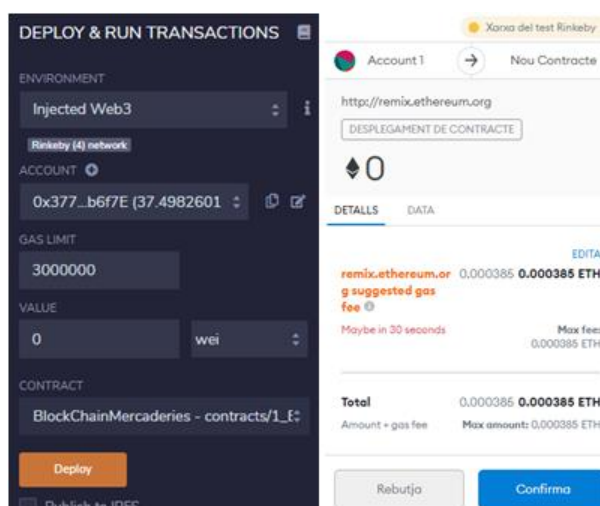 DEPLOY & RUN TRANSACTIONS
ENVIRONMENT
Injected Web3
i
Rinkeby (4) network
ACCOUNT
0x377...b6f7E (37.4982601
GAS LIMIT
3000000
VALUE
0 wei
CONTRACT
BlockChainMercaderies - contracts/1_E
Deploy
Publish to IPFS
Xarxa del test Rinkeby
Account 1 Nou Contracte
http://remix.ethereum.org
DESPLEGAMENT DE CONTRACTE
0
DETALLS DATA
EDITA
remix.ethereum.or 0.000385 0.000385 ETH
g suggested gas
fee
Maybe in 30 seconds Max fee:
0.000385 ETH
Total 0.000385 0.000385 ETH
Amount + gas fee Max amount: 0.000385 ETH
Rebutja Confirma